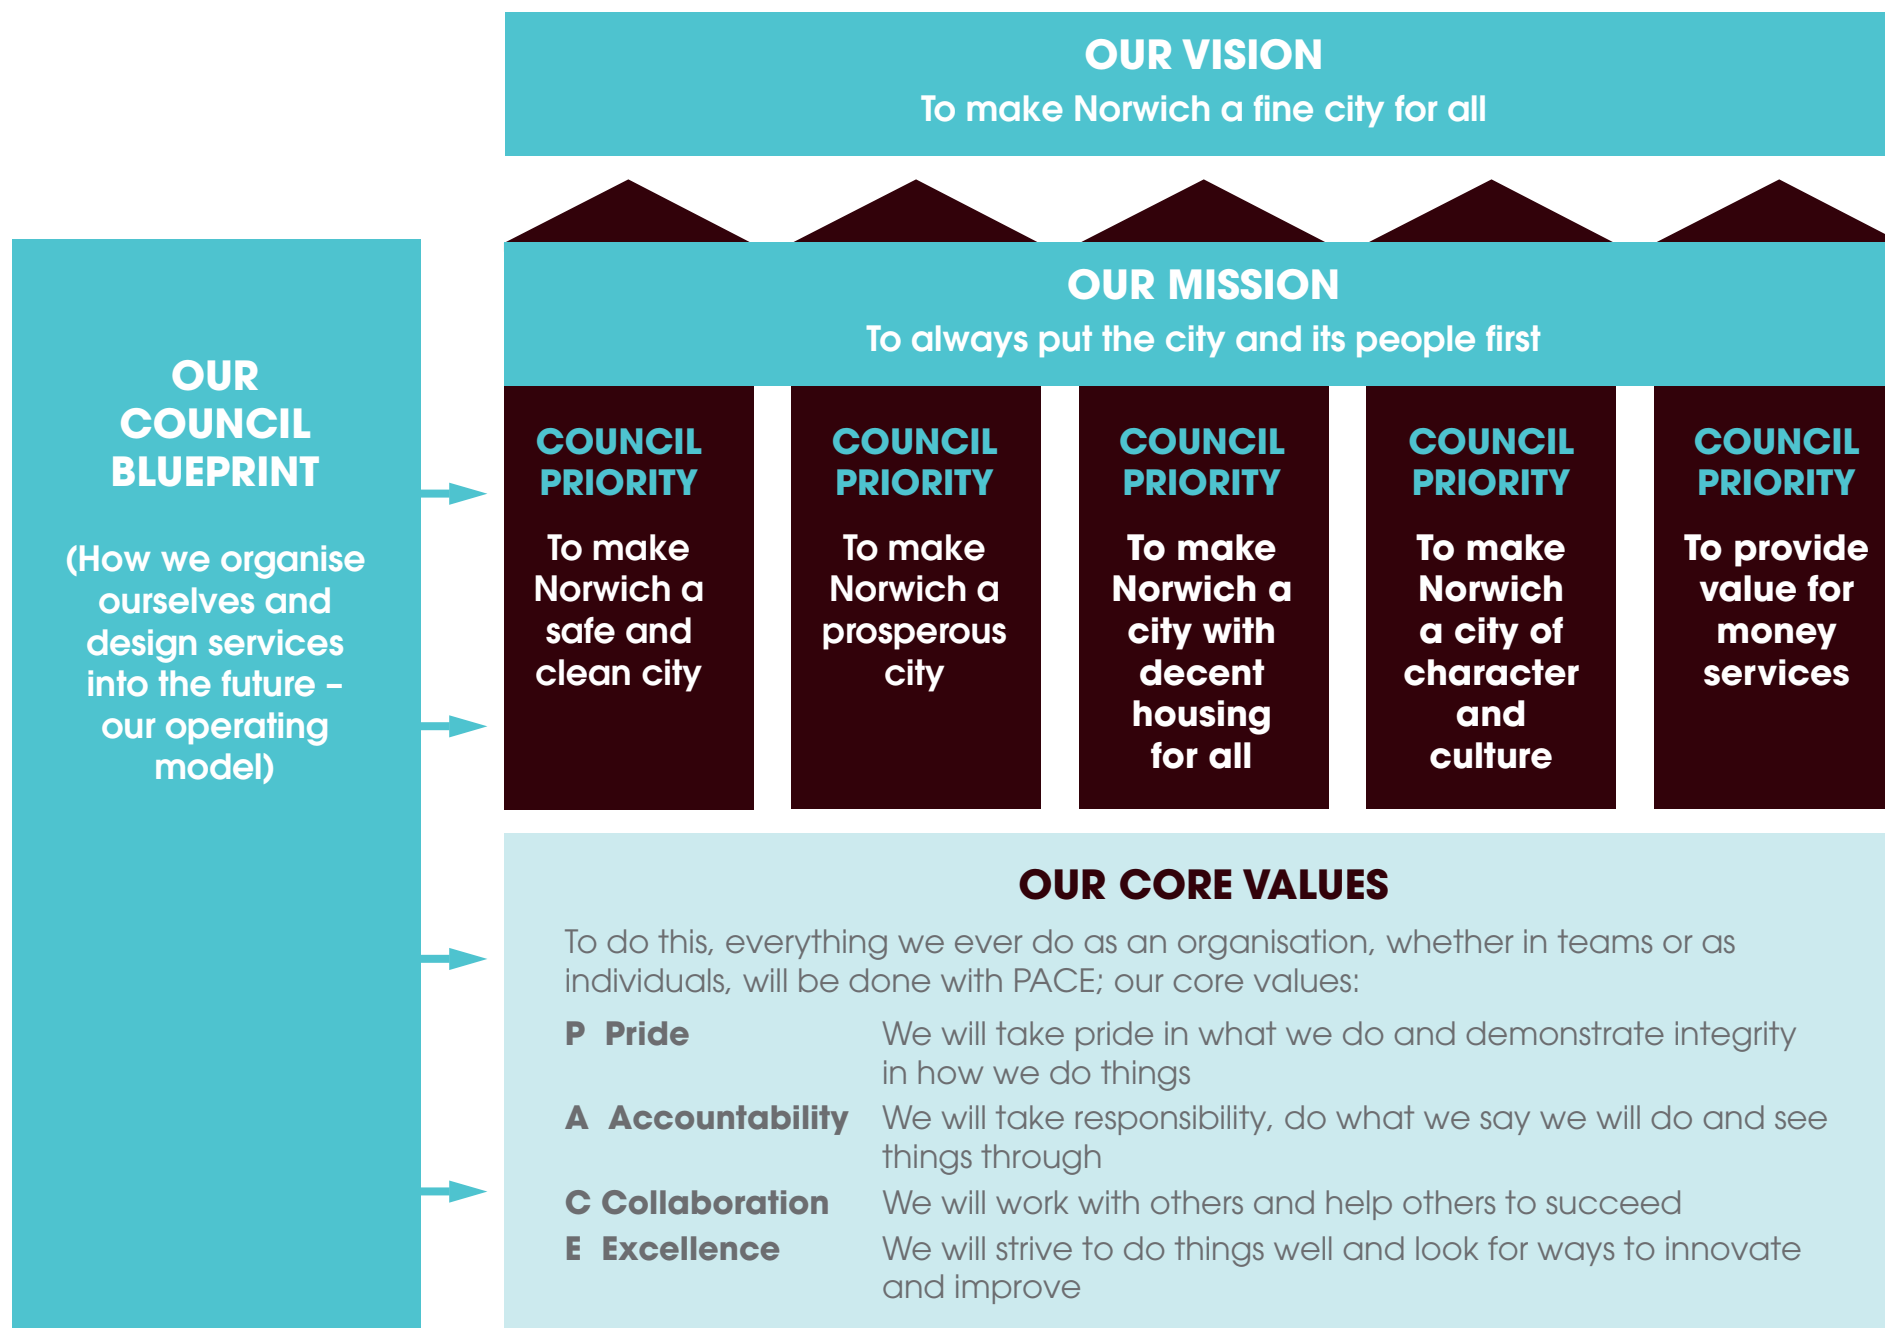 OUR VISION
To make Norwich a fine city for all
OUR MISSION
To always put the city and its people first
OUR
COUNCIL
BLUEPRINT
(How we organise
ourselves and
design services
into the future –
our operating
model)
COUNCIL
PRIORITY
To make
Norwich a
safe and
clean city
COUNCIL
PRIORITY
To make
Norwich a
prosperous
city
COUNCIL
PRIORITY
To make
Norwich a
city with
decent
housing
for all
COUNCIL
PRIORITY
To make
Norwich
a city of
character
and
culture
COUNCIL
PRIORITY
To provide
value for
money
services
OUR CORE VALUES
To do this, everything we ever do as an organisation, whether in teams or as
individuals, will be done with PACE; our core values:
P Pride We will take pride in what we do and demonstrate integrity
in how we do things
A Accountability We will take responsibility, do what we say we will do and see
things through
C Collaboration We will work with others and help others to succeed
E Excellence We will strive to do things well and look for ways to innovate
and improve